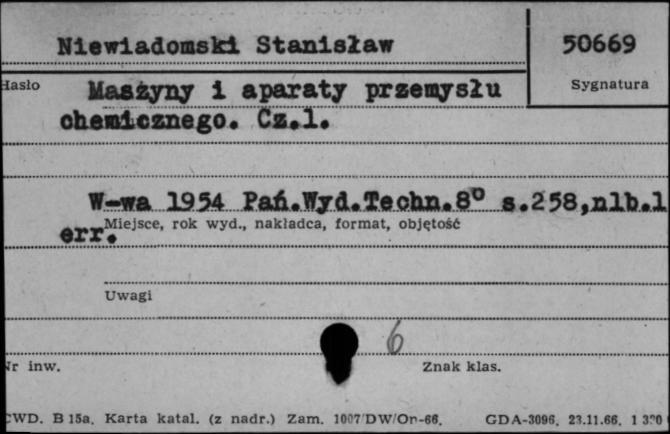 Niewiadomski Stanisław 50669
Hasło Sygnatura
Maszyny i aparaty przemysłu
chemicznego. Cz.1.
W-wa 1954 Pań.Wyd.Techn.8° s.258,nlb.1
Miejsce, rok wyd., nakładca, format, objętość
err.
Uwagi
6
Nr inw. Znak klas.
CWD. B 15a. Karta katal. (z nadr.) Zam. 1007/DW/Op-66. GDA-3096. 23.11.66.